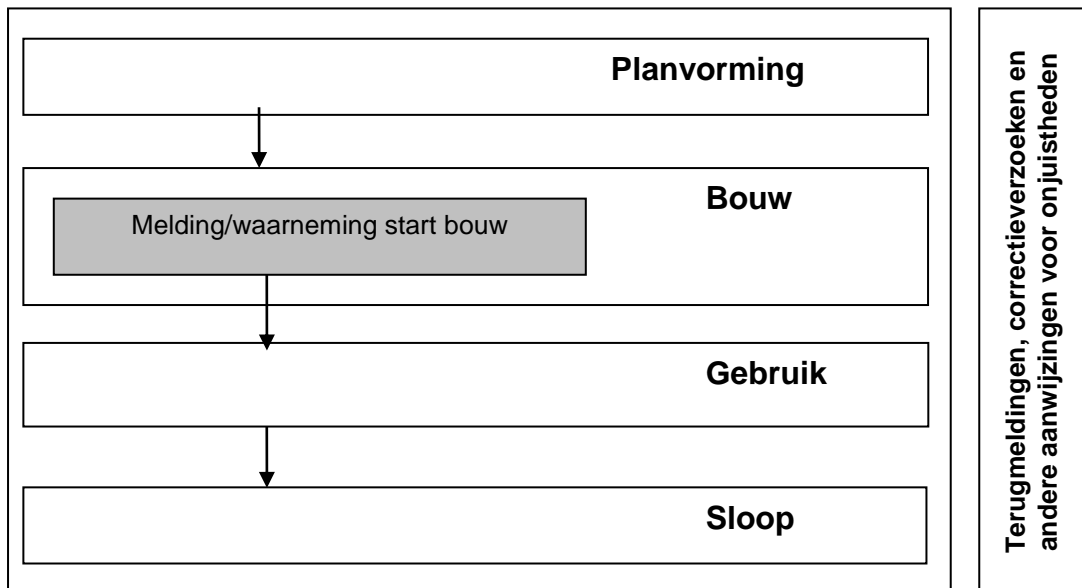 Planvorming
Bouw
Melding/waarneming start bouw
Gebruik
Sloop
Terugmeldingen, correctieverzoeken en
andere aanwijzingen voor onjuistheden